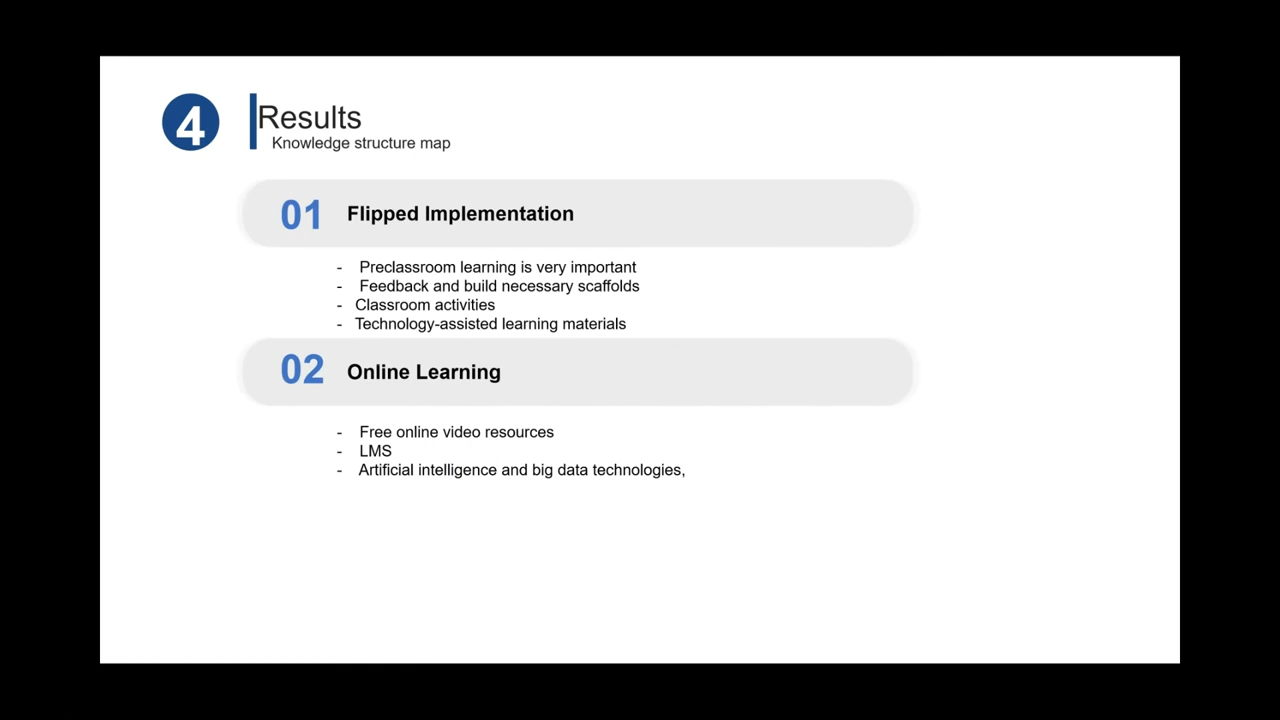 4
Results
Knowledge structure map
01 Flipped Implementation
- Preclassroom learning is very important
- Feedback and build necessary scaffolds
- Classroom activities
- Technology-assisted learning materials
02 Online Learning
- Free online video resources
- LMS
- Artificial intelligence and big data technologies,